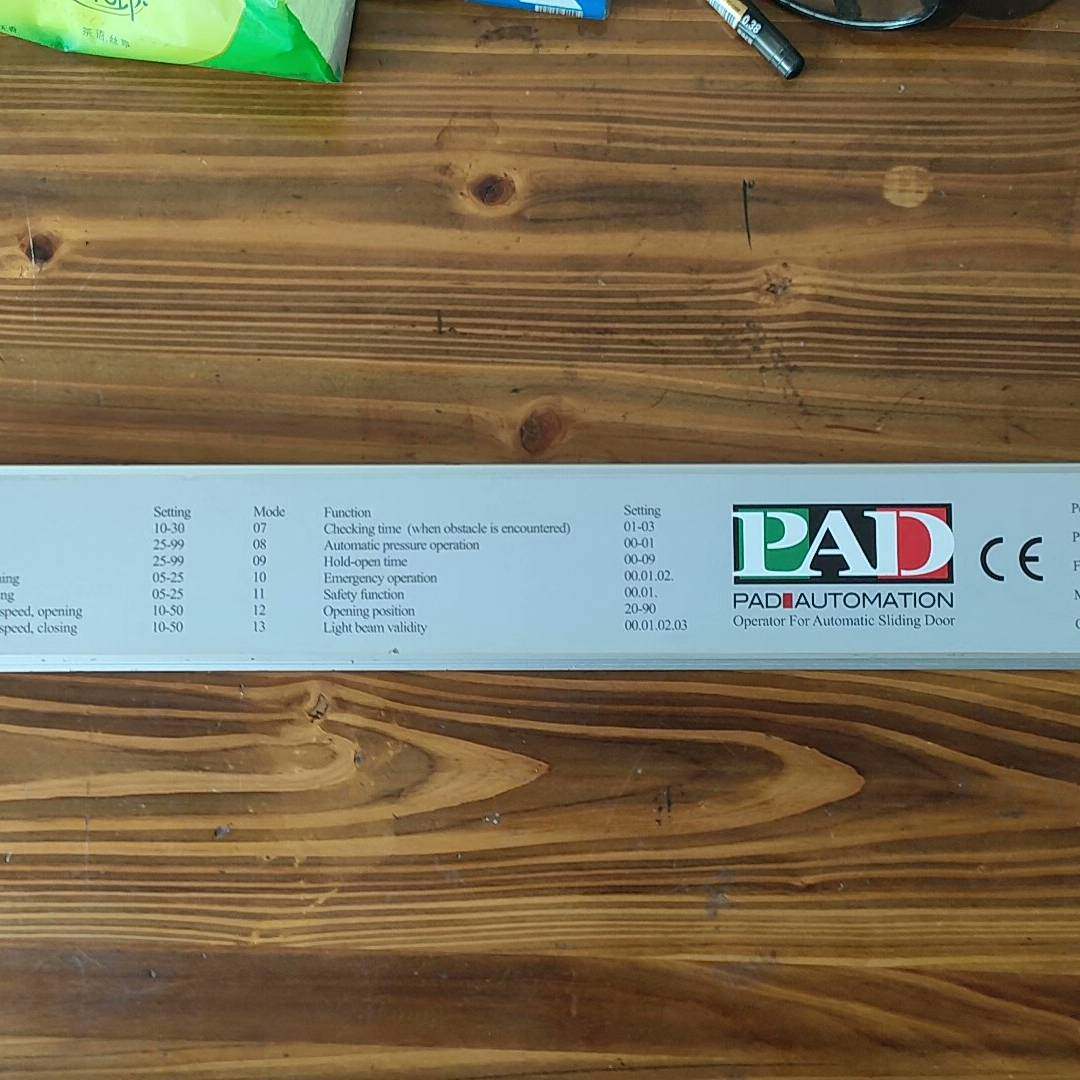 0.38
Setting Mode Function Setting
10-30 07 Checking time (when obstacle is encountered) 01-03
25-99 08 Automatic pressure operation 00-01
25-99 09 Hold-open time 00-09
05-25 10 Emergency operation 00.01.02.
05-25 11 Safety function 00.01.
speed, opening 10-50 12 Opening position 20-90
speed, closing 10-50 13 Light beam validity 00.01.02.03
PAD
PAD AUTOMATION
Operator For Automatic Sliding Door
CE